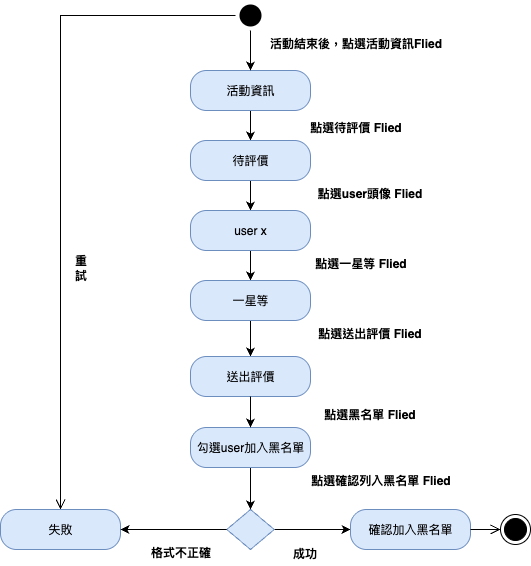 活動結束後，點選活動資訊Flied
活動資訊
點選待評價 Flied
待評價
點選user頭像 Flied
user x
重
試
點選一星等 Flied
一星等
點選送出評價 Flied
送出評價
點選黑名單 Flied
勾選user加入黑名單
點選確認列入黑名單 Flied
失敗
確認加入黑名單
格式不正確
成功